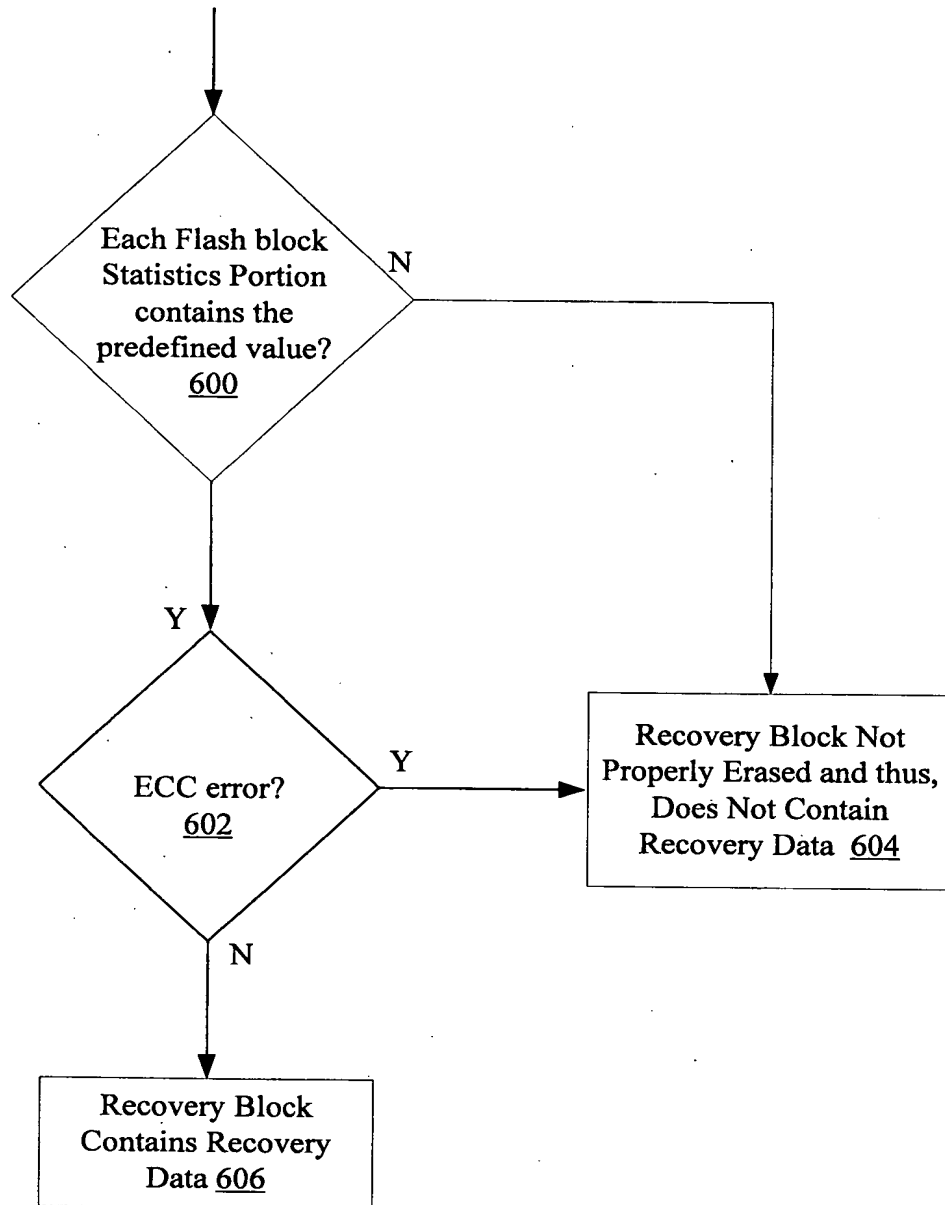 Each Flash block
Statistics Portion
contains the
predefined value?
600
N
Y
ECC error?
602
Y
N
Recovery Block Not
Properly Erased and thus,
Does Not Contain
Recovery Data 604
Recovery Block
Contains Recovery
Data 606